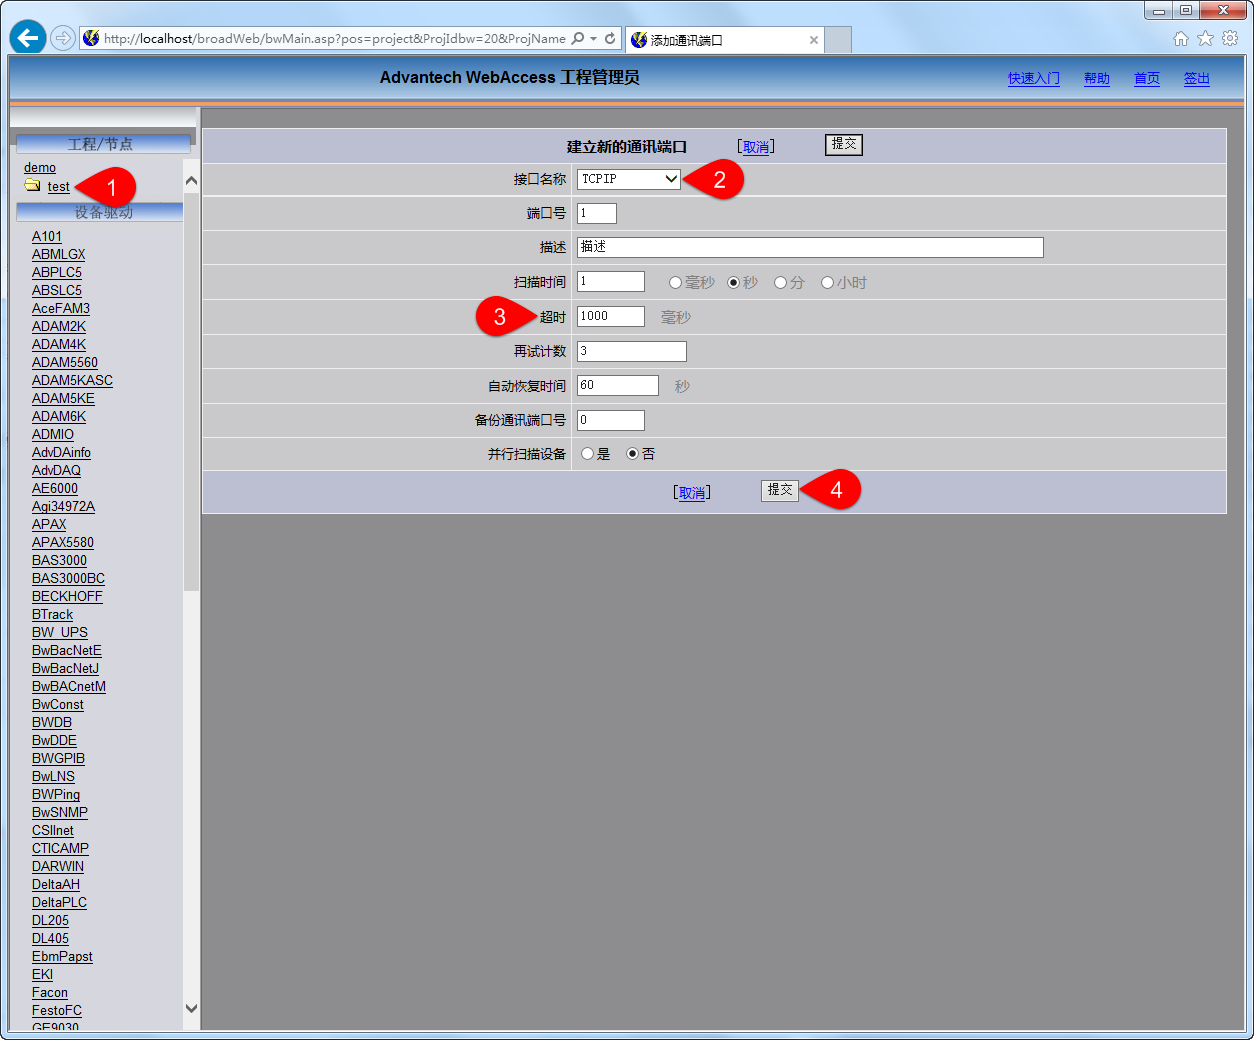 http://localhost/broadWeb/bwMain.asp?pos=project&ProjIdbw=20&ProjName
添加通讯端口
Advantech WebAccess 工程管理员
快速入门 帮助 首页 签出
工程/节点
demo
test
1
设备驱动
A101
ABMLGX
ABPLC5
ABSLC5
AceFAM3
ADAM2K
ADAM4K
ADAM5560
ADAM5KASC
ADAM5KE
ADAM6K
ADMIO
AdvDAinfo
AdvDAQ
AE6000
Agi34972A
APAX
APAX5580
BAS3000
BAS3000BC
BECKHOFF
BTrack
BW_UPS
BwBacNetE
BwBacNetJ
BwBACnetM
BwConst
BWDB
BwDDE
BWGPIB
BwLNS
BWPing
BwSNMP
CSIInet
CTICAMP
DARWIN
DeltaAH
DeltaPLC
DL205
DL405
EbmPapst
EKI
Facon
FestoFC
GE9030
建立新的通讯端口 [取消] 提交
接口名称 TCPIP 2
端口号 1
描述 描述
扫描时间 1 毫秒 秒 分 小时
3 超时 1000 毫秒
再试计数 3
自动恢复时间 60 秒
备份通讯端口号 0
并行扫描设备 是 否
[取消] 提交 4